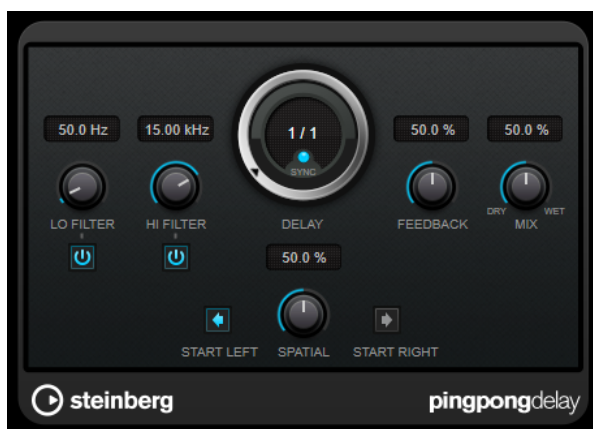 50.0 Hz 15.00 kHz 1 / 1 50.0 % 50.0 %
SYNC
DRY WET
LO FILTER HI FILTER DELAY FEEDBACK MIX
50.0 %
START LEFT SPATIAL START RIGHT
steinberg pingpongdelay